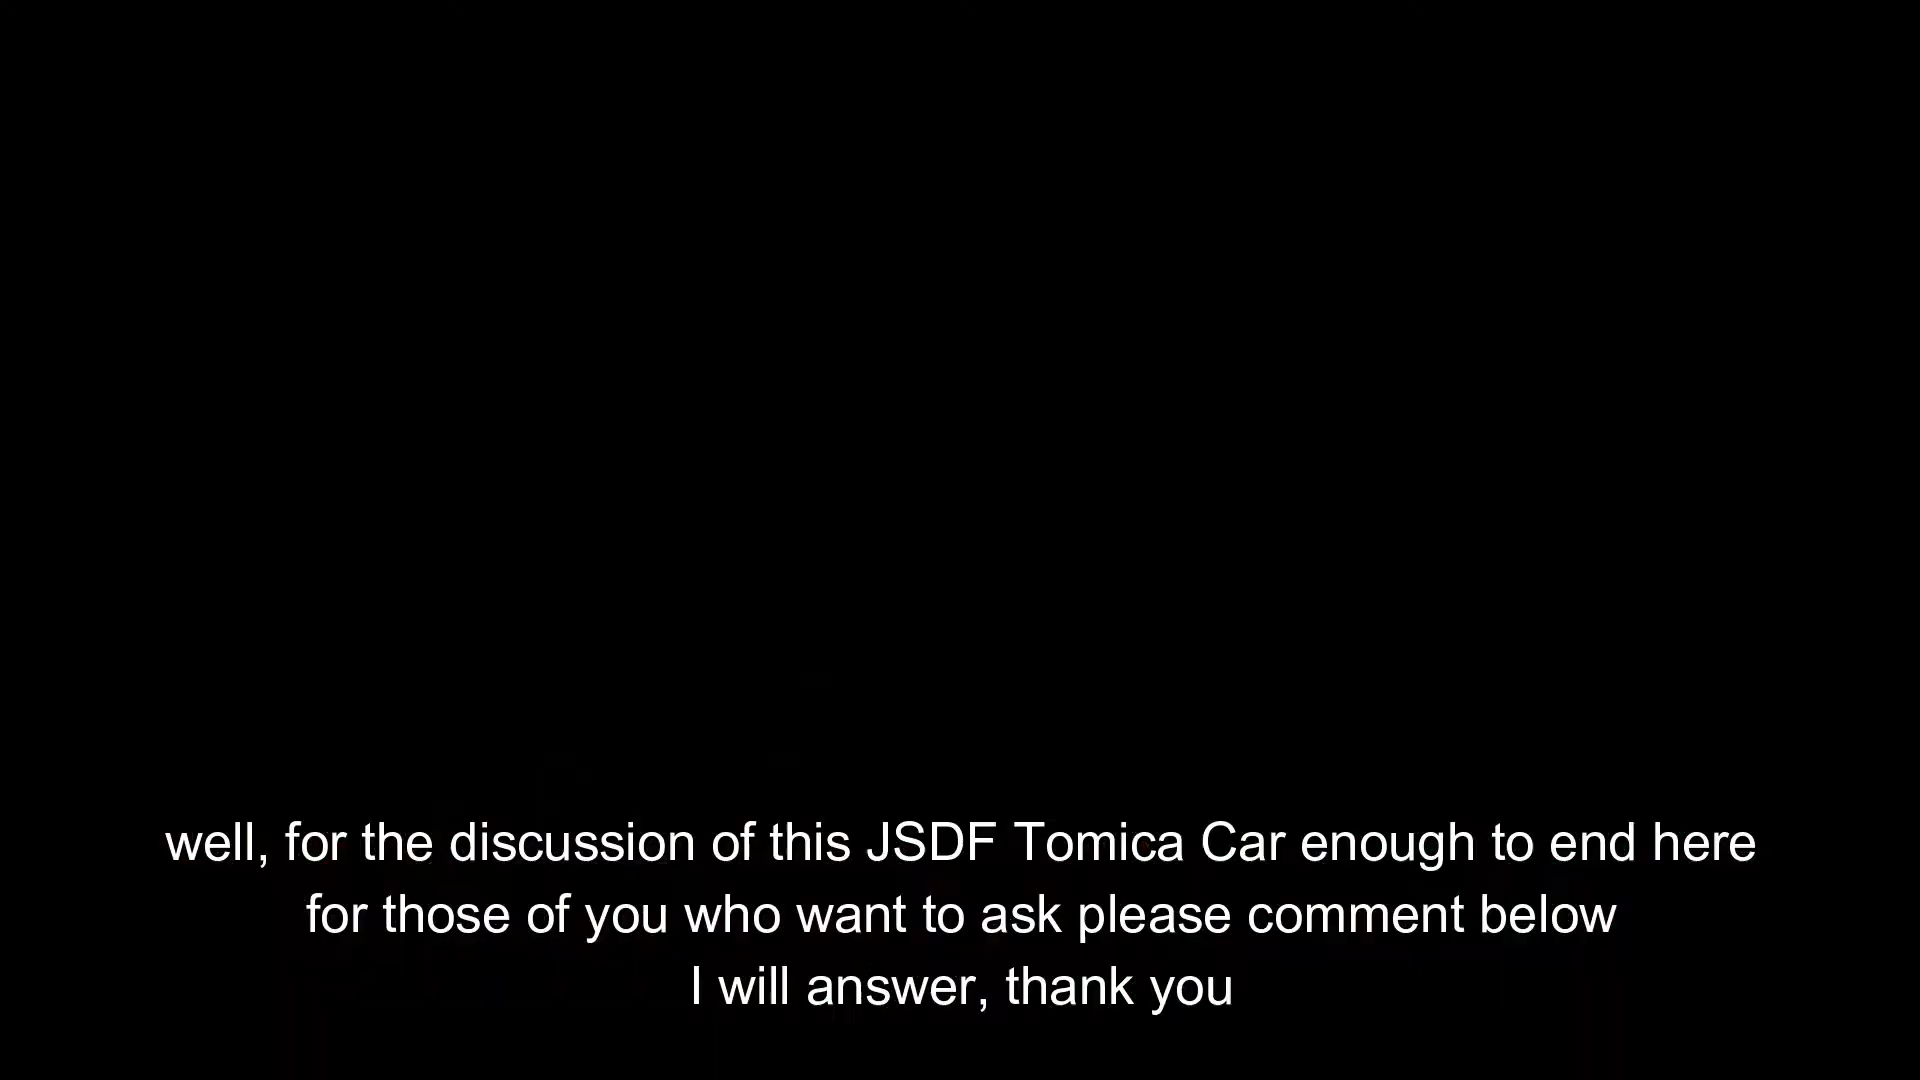 well, for the discussion of this JSDF Tomica Car enough to end here
for those of you who want to ask please comment below
I will answer, thank you